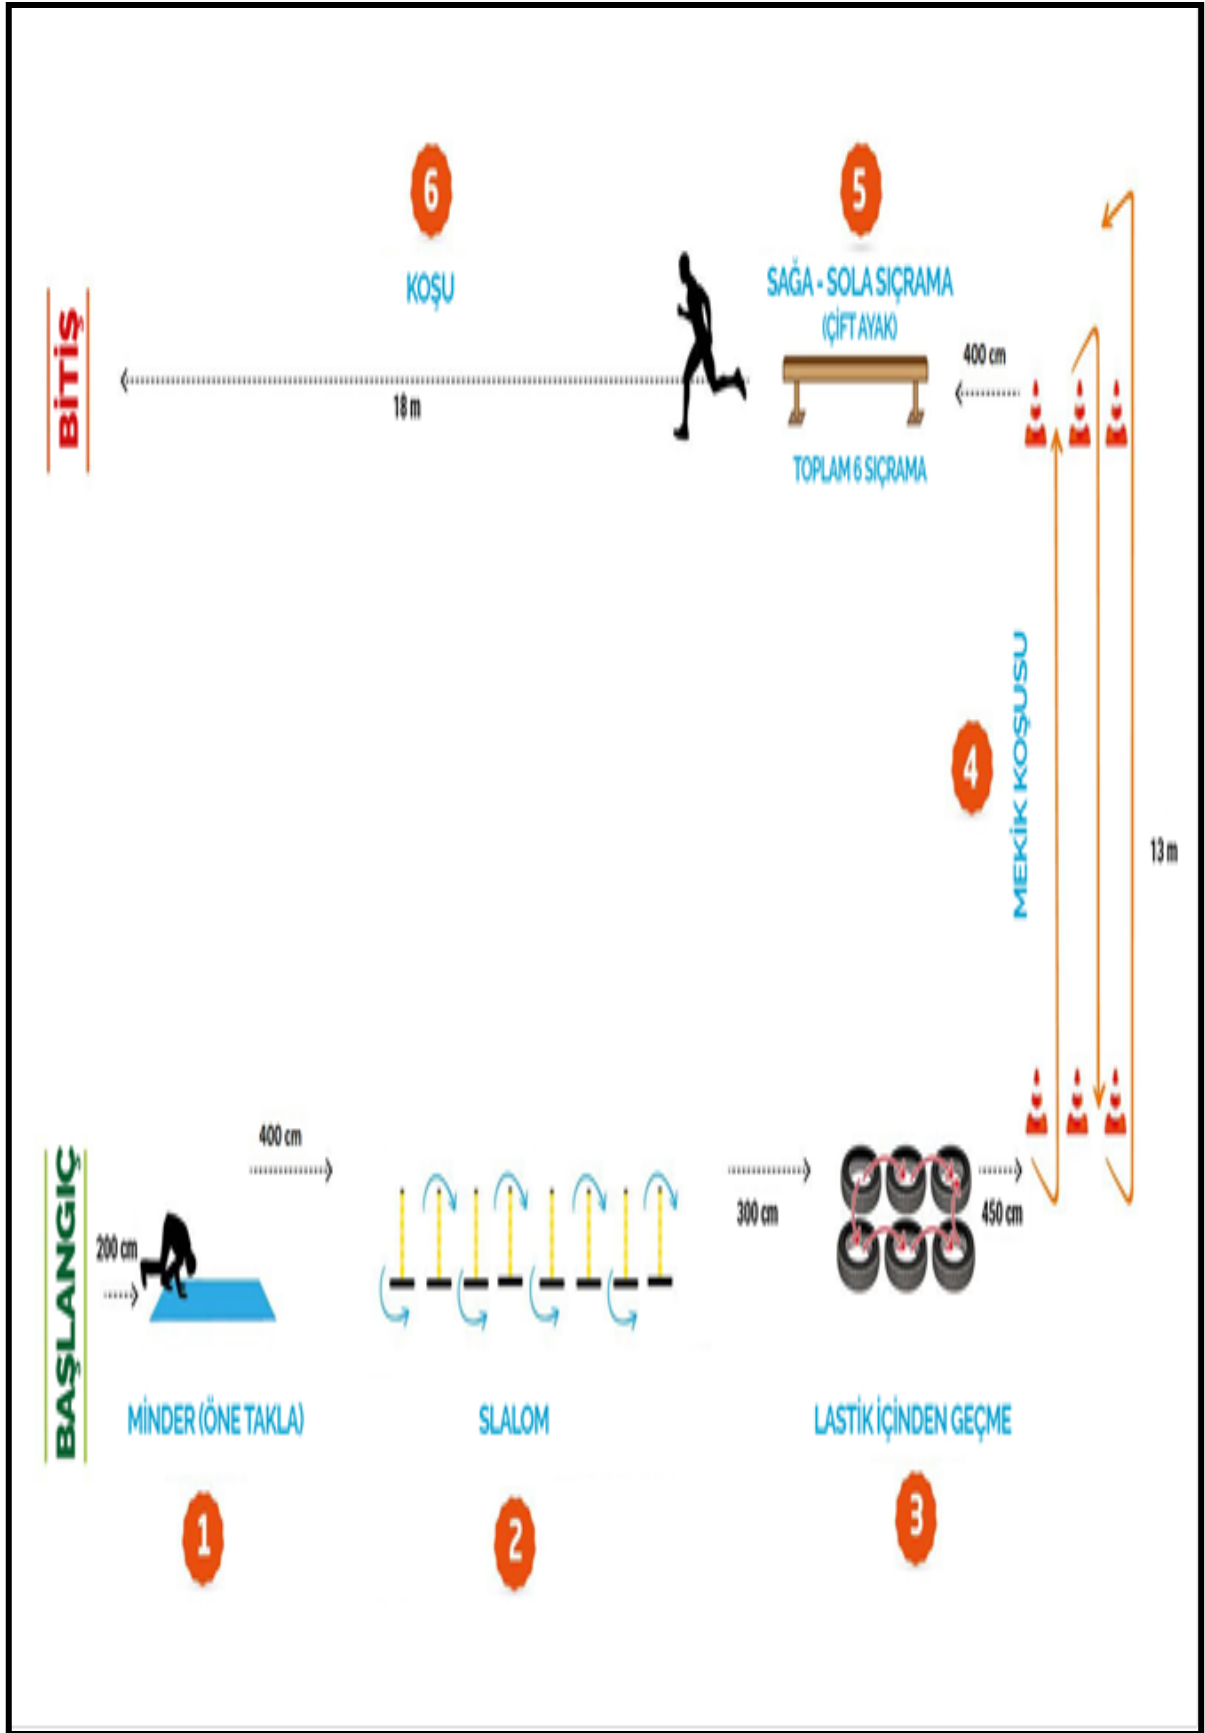 6
KOŞU
5
SAĞA - SOLA SIÇRAMA
(ÇİFT AYAK)
400 cm
BİTİŞ
18 m
TOPLAM 6 SIÇRAMA
4
MEKİK KOŞUSU
13 m
BAŞLANGIÇ
200 cm
400 cm
300 cm
450 cm
MİNDER (ÖNE TAKLA)
SLALOM
LASTİK İÇİNDEN GEÇME
1
2
3